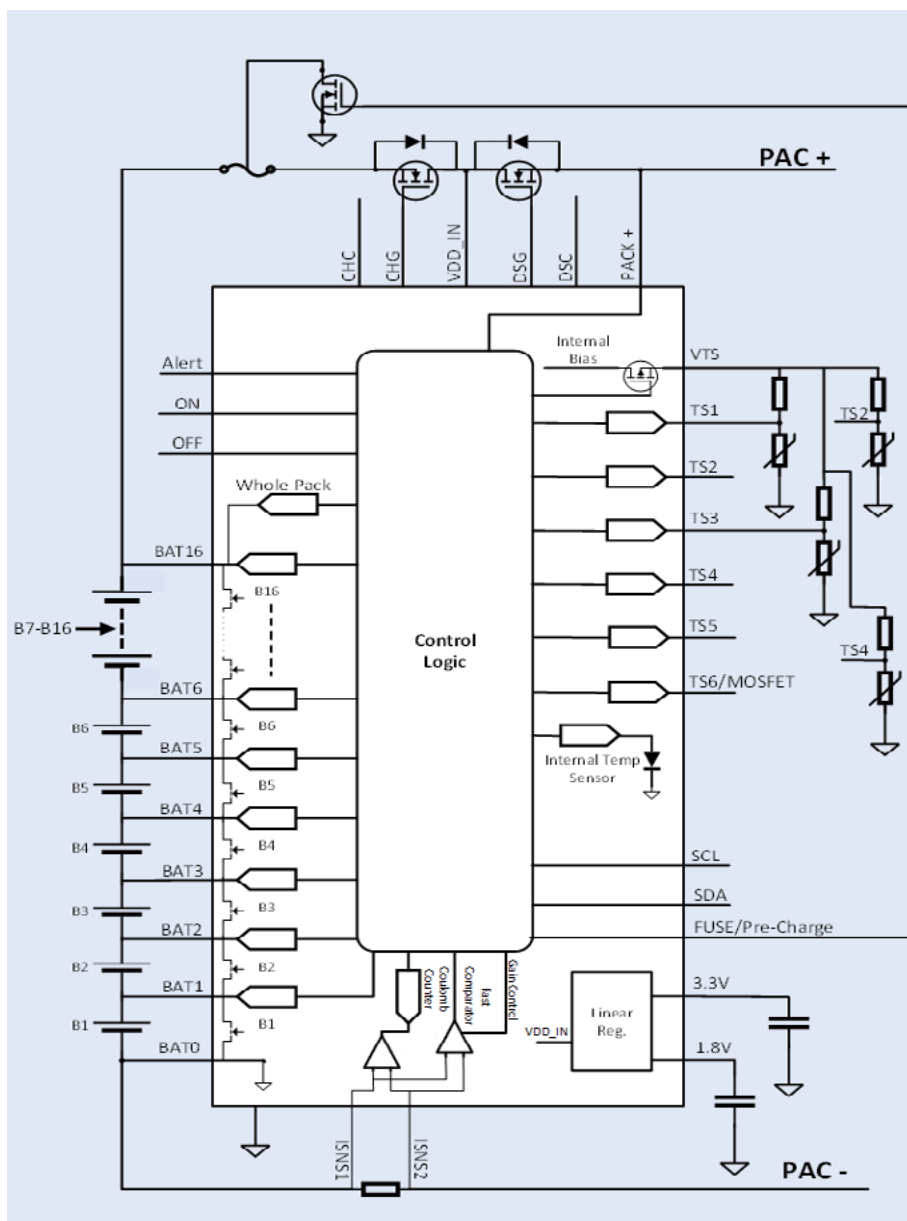 PAC +
CHC
CHG
VDD_IN
DSG
DSC
PACK +
Internal
Bias
VTS
Alert
TS1
TS2
ON
OFF
TS2
Whole Pack
TS3
BAT16
B16
TS4
B7-B16
Control
Logic
TS5
TS4
BAT6
TS6/MOSFET
B6
B6
BAT5
Internal Temp
Sensor
B5
B5
BAT4
B4
B4
BAT3
SCL
B3
B3
SDA
BAT2
FUSE/Pre-Charge
B2
B2
BAT1
Counter
Coulomb
Comparator
fast
Gain Control
3.3V
B1
B1
VDD_IN
Linear
Reg.
BAT0
1.8V
ISNS1
ISNS2
PAC -